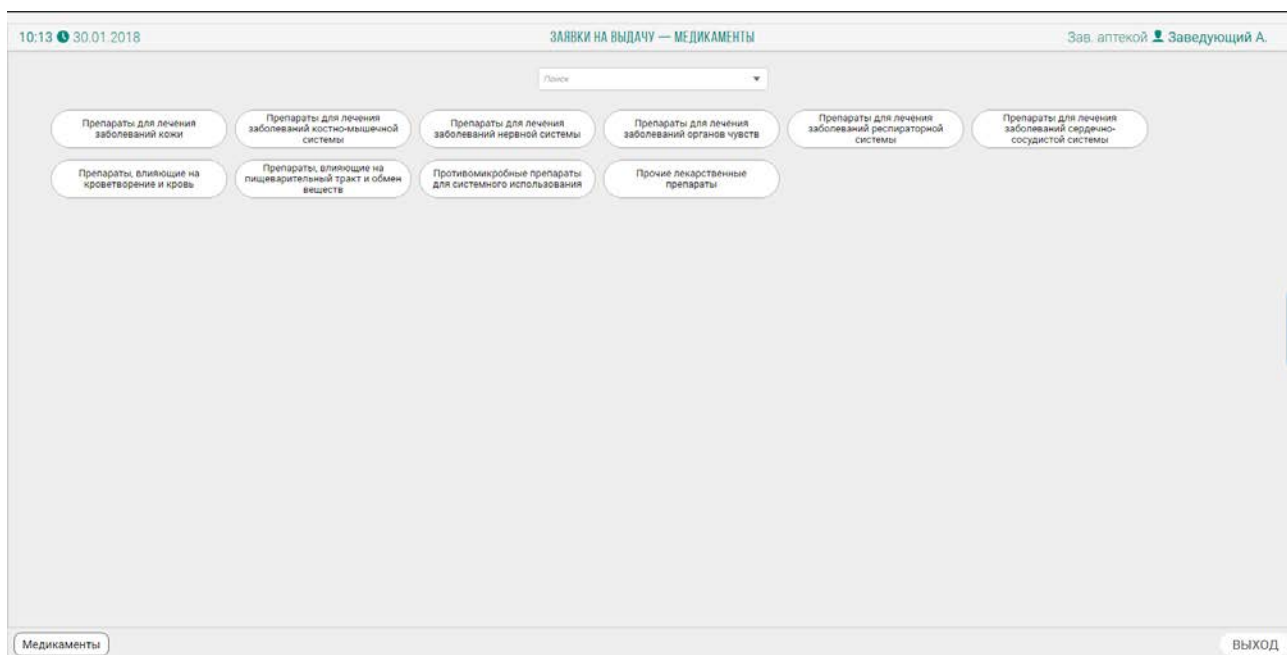 10:13 30.01.2018
ЗАЯВКИ НА ВЫДАЧУ — МЕДИКАМЕНТЫ
Зав. аптекой Заведующий А.
Поиск
Препараты для лечения
заболеваний кожи
Препараты для лечения
заболеваний костно-мышечной
системы
Препараты для лечения
заболеваний нервной системы
Препараты для лечения
заболеваний органов чувств
Препараты для лечения
заболеваний респираторной
системы
Препараты для лечения
заболеваний сердечно-
сосудистой системы
Препараты, влияющие на
кроветворение и кровь
Препараты, влияющие на
пищеварительный тракт и обмен
веществ
Противомикробные препараты
для системного использования
Прочие лекарственные
препараты
Медикаменты
ВЫХОД